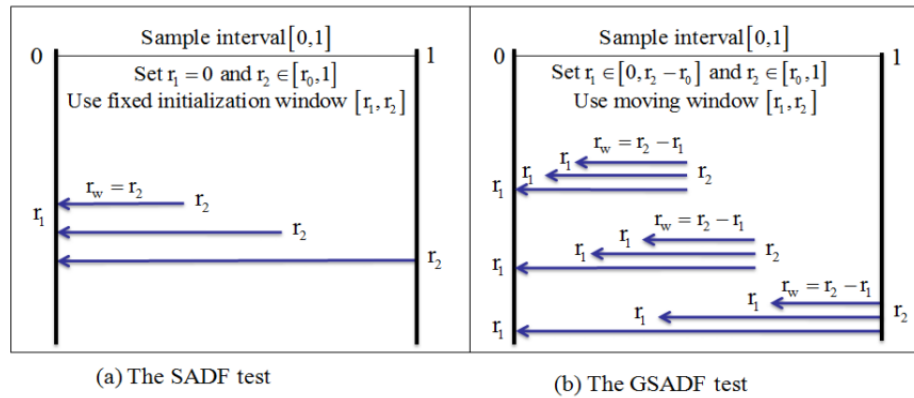 Sample interval[0,1]
0
1
Set r₁ = 0 and r₂ ∈[r₀,1]
Use fixed initialization window [r₁,r₂]
r_w = r₂
r₁
r₂
r₂
r₂
(a) The SADF test
Sample interval[0,1]
0
1
Set r₁ ∈[0,r₂ − r₀] and r₂ ∈[r₀,1]
Use moving window [r₁,r₂]
r_w = r₂ − r₁
r₁
r₁
r₂
r₁
r_w = r₂ − r₁
r₁
r₁
r₂
r₁
r_w = r₂ − r₁
r₁
r₁
r₂
r₁
(b) The GSADF test